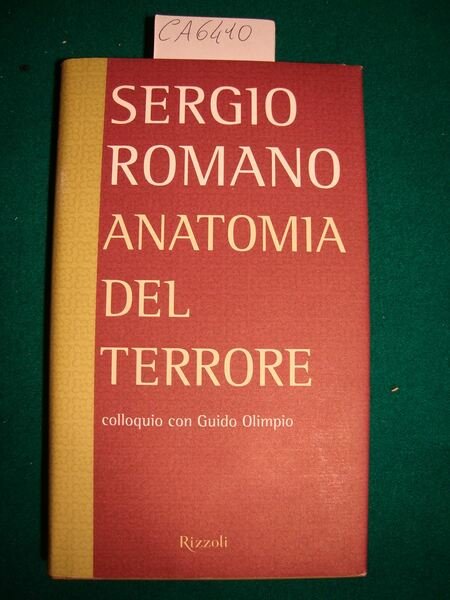 CA6410
SERGIO
ROMANO
ANATOMIA
DEL
TERRORE
colloquio con Guido Olimpio
Rizzoli